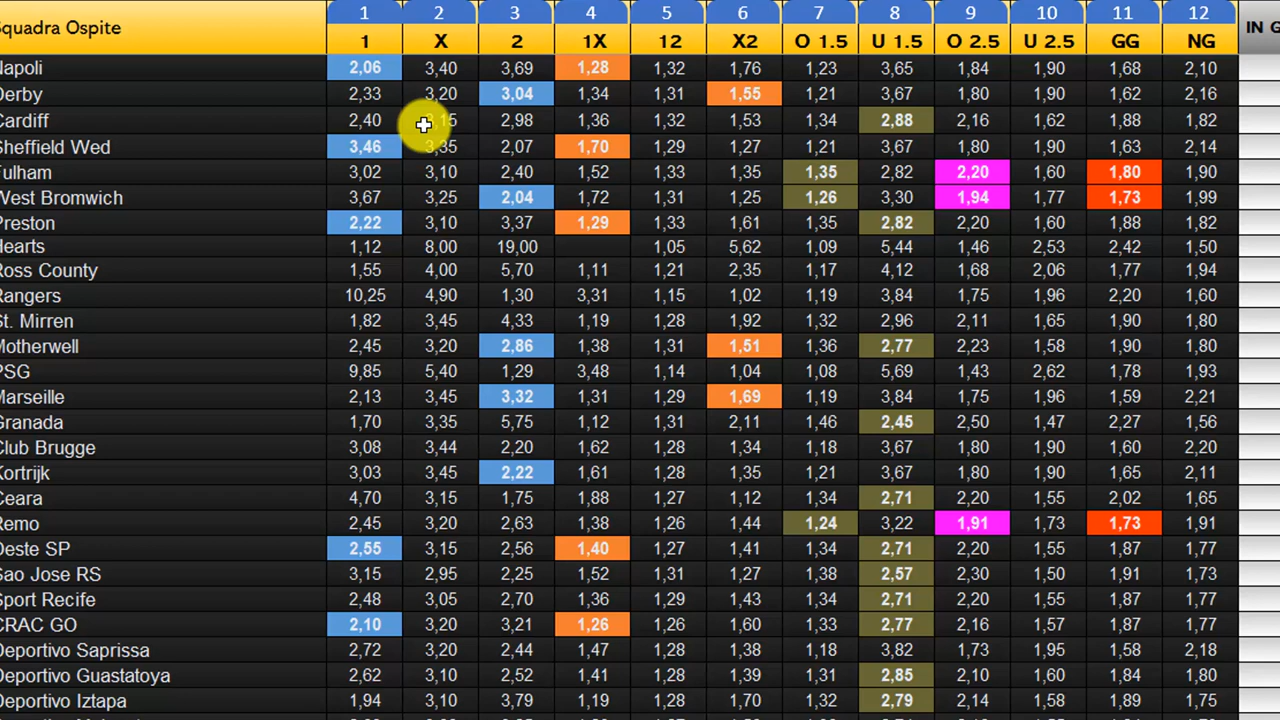 Squadra Ospite 1 2 3 4 5 6 7 8 9 10 11 12 IN G
1 X 2 1X 12 X2 O 1.5 U 1.5 O 2.5 U 2.5 GG NG
Napoli 2,06 3,40 3,69 1,28 1,32 1,76 1,23 3,65 1,84 1,90 1,68 2,10
Derby 2,33 3,20 3,04 1,34 1,31 1,55 1,21 3,67 1,80 1,90 1,62 2,16
Cardiff 2,40 3,15 2,98 1,36 1,32 1,53 1,34 2,88 2,16 1,62 1,88 1,82
Sheffield Wed 3,46 3,35 2,07 1,70 1,29 1,27 1,21 3,67 1,80 1,90 1,63 2,14
Fulham 3,02 3,10 2,40 1,52 1,33 1,35 1,35 2,82 2,20 1,60 1,80 1,90
West Bromwich 3,67 3,25 2,04 1,72 1,31 1,25 1,26 3,30 1,94 1,77 1,73 1,99
Preston 2,22 3,10 3,37 1,29 1,33 1,61 1,35 2,82 2,20 1,60 1,88 1,82
Hearts 1,12 8,00 19,00 1,05 5,62 1,09 5,44 1,46 2,53 2,42 1,50
Ross County 1,55 4,00 5,70 1,11 1,21 2,35 1,17 4,12 1,68 2,06 1,77 1,94
Rangers 10,25 4,90 1,30 3,31 1,15 1,02 1,19 3,84 1,75 1,96 2,20 1,60
St. Mirren 1,82 3,45 4,33 1,19 1,28 1,92 1,32 2,96 2,11 1,65 1,90 1,80
Motherwell 2,45 3,20 2,86 1,38 1,31 1,51 1,36 2,77 2,23 1,58 1,90 1,80
PSG 9,85 5,40 1,29 3,48 1,14 1,04 1,08 5,69 1,43 2,62 1,78 1,93
Marseille 2,13 3,45 3,32 1,31 1,29 1,69 1,19 3,84 1,75 1,96 1,59 2,21
Granada 1,70 3,35 5,75 1,12 1,31 2,11 1,46 2,45 2,50 1,47 2,27 1,56
Club Brugge 3,08 3,44 2,20 1,62 1,28 1,34 1,18 3,67 1,80 1,90 1,60 2,20
Kortrijk 3,03 3,45 2,22 1,61 1,28 1,35 1,21 3,67 1,80 1,90 1,65 2,11
Ceara 4,70 3,15 1,75 1,88 1,27 1,12 1,34 2,71 2,20 1,55 2,02 1,65
Remo 2,45 3,20 2,63 1,38 1,26 1,44 1,24 3,22 1,91 1,73 1,73 1,91
Oeste SP 2,55 3,15 2,56 1,40 1,27 1,41 1,34 2,71 2,20 1,55 1,87 1,77
Sao Jose RS 3,15 2,95 2,25 1,52 1,31 1,27 1,38 2,57 2,30 1,50 1,91 1,73
Sport Recife 2,48 3,05 2,70 1,36 1,29 1,43 1,34 2,71 2,20 1,55 1,87 1,77
CRAC GO 2,10 3,20 3,21 1,26 1,26 1,60 1,33 2,77 2,16 1,57 1,87 1,77
Deportivo Saprissa 2,72 3,20 2,44 1,47 1,28 1,38 1,18 3,82 1,73 1,95 1,58 2,18
Deportivo Guastatoya 2,62 3,10 2,52 1,41 1,28 1,39 1,31 2,85 2,10 1,60 1,84 1,80
Deportivo Iztapa 1,94 3,10 3,79 1,19 1,28 1,70 1,32 2,79 2,14 1,58 1,89 1,75